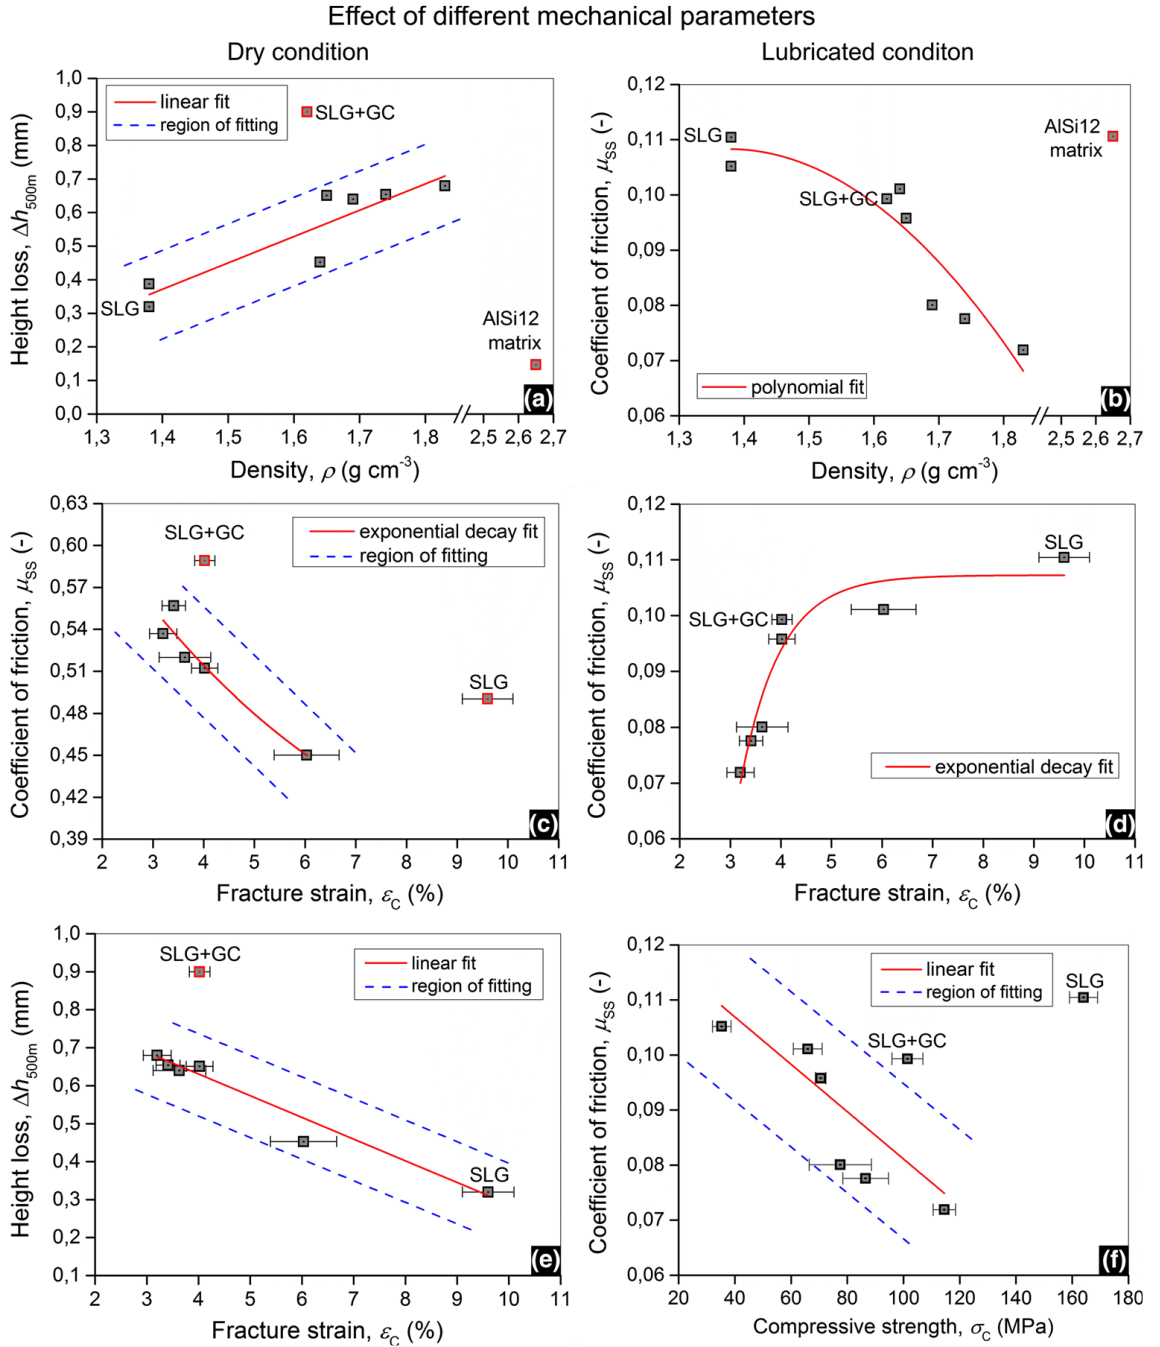 Effect of different mechanical parameters
Dry condition
Lubricated conditon
Height loss, Δh500m (mm)
1,0
0,9
0,8
0,7
0,6
0,5
0,4
0,3
0,2
0,1
0,0
linear fit
region of fitting
SLG+GC
SLG
AlSi12
matrix
(a)
1,3 1,4 1,5 1,6 1,7 1,8 2,5 2,6 2,7
Density, ρ (g cm-3)
Coefficient of friction, μSS (-)
0,12
0,11
0,10
0,09
0,08
0,07
0,06
SLG
AlSi12
matrix
SLG+GC
polynomial fit
(b)
1,3 1,4 1,5 1,6 1,7 1,8 2,5 2,6 2,7
Density, ρ (g cm-3)
Coefficient of friction, μSS (-)
0,63
0,60
0,57
0,54
0,51
0,48
0,45
0,42
0,39
SLG+GC
exponential decay fit
region of fitting
SLG
(c)
2 3 4 5 6 7 8 9 10 11
Fracture strain, εC (%)
Coefficient of friction, μSS (-)
0,12
0,11
0,10
0,09
0,08
0,07
0,06
SLG
SLG+GC
exponential decay fit
(d)
2 3 4 5 6 7 8 9 10 11
Fracture strain, εC (%)
Height loss, Δh500m (mm)
1,0
0,9
0,8
0,7
0,6
0,5
0,4
0,3
0,2
0,1
SLG+GC
linear fit
region of fitting
SLG
(e)
2 3 4 5 6 7 8 9 10 11
Fracture strain, εC (%)
Coefficient of friction, μSS (-)
0,12
0,11
0,10
0,09
0,08
0,07
0,06
linear fit
region of fitting
SLG
SLG+GC
(f)
20 40 60 80 100 120 140 160 180
Compressive strength, σC (MPa)